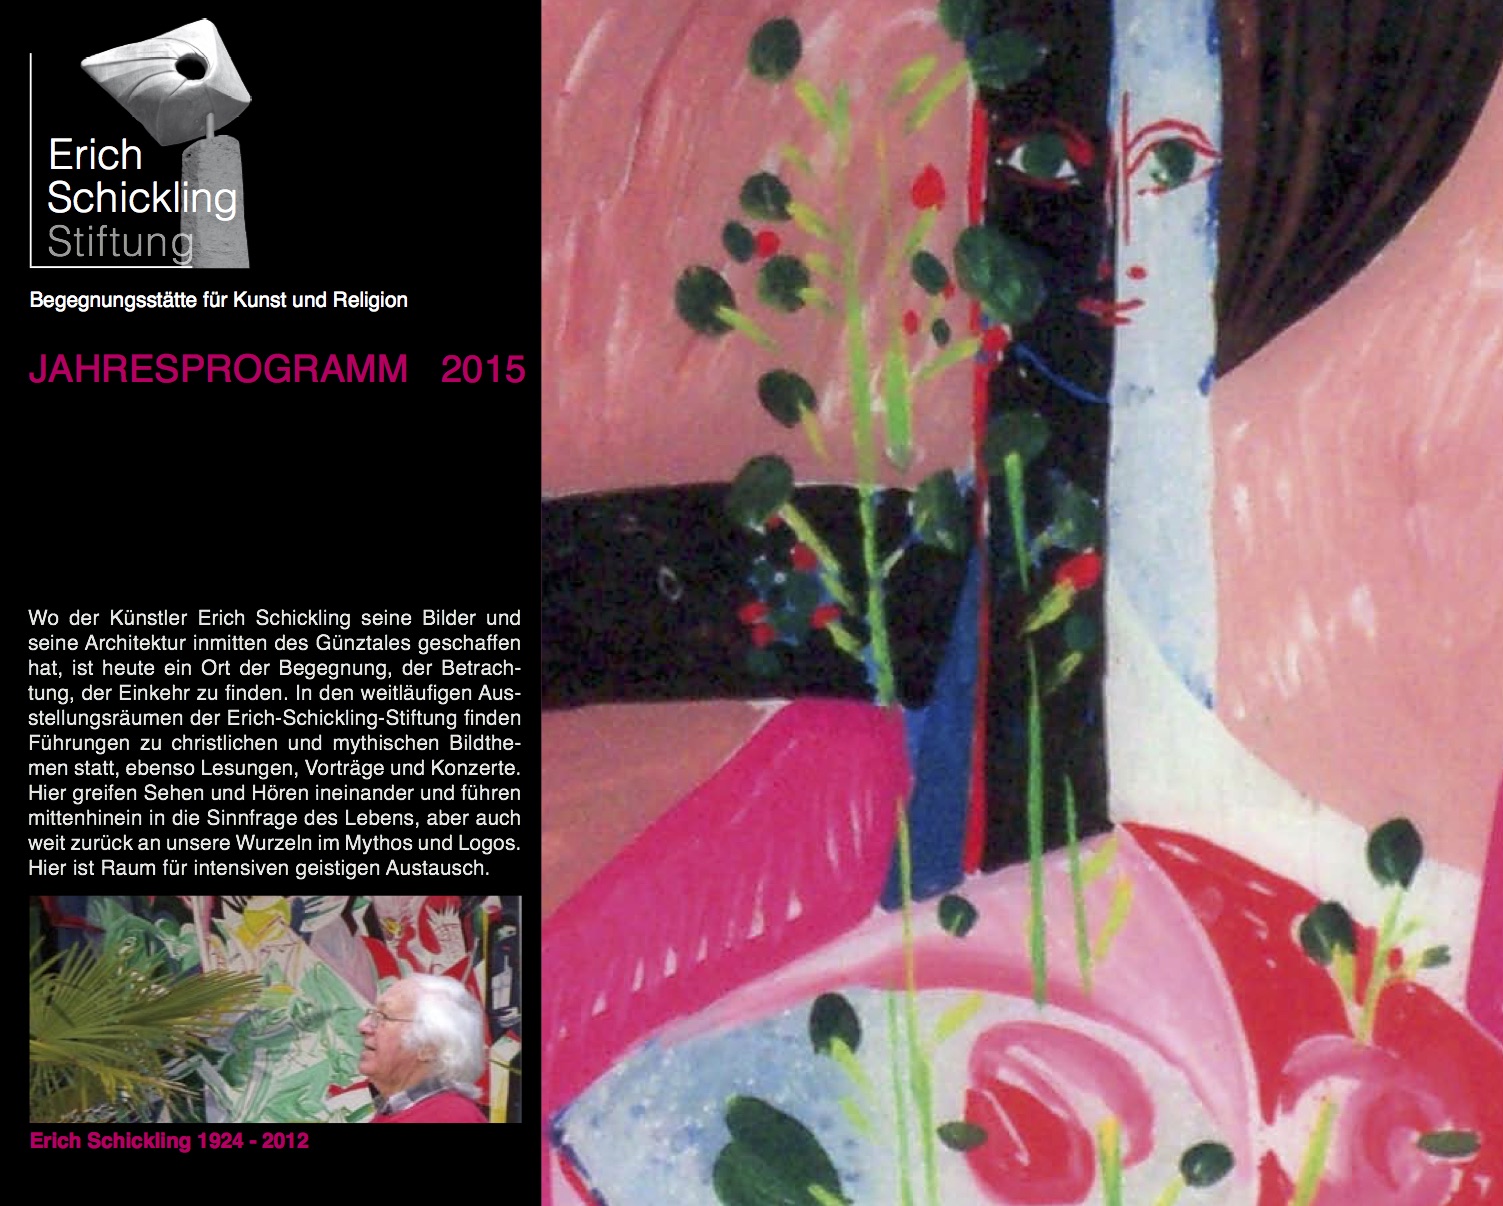 Erich
Schickling
Stiftung
Begegnungsstätte für Kunst und Religion
JAHRESPROGRAMM 2015
Wo der Künstler Erich Schickling seine Bilder und
seine Architektur inmitten des Günztales geschaffen
hat, ist heute ein Ort der Begegnung, der Betrach-
tung, der Einkehr zu finden. In den weitläufigen Aus-
stellungsräumen der Erich-Schickling-Stiftung finden
Führungen zu christlichen und mythischen Bildthe-
men statt, ebenso Lesungen, Vorträge und Konzerte.
Hier greifen Sehen und Hören ineinander und führen
mittenhinein in die Sinnfrage des Lebens, aber auch
weit zurück an unsere Wurzeln im Mythos und Logos.
Hier ist Raum für intensiven geistigen Austausch.
Erich Schickling 1924 - 2012